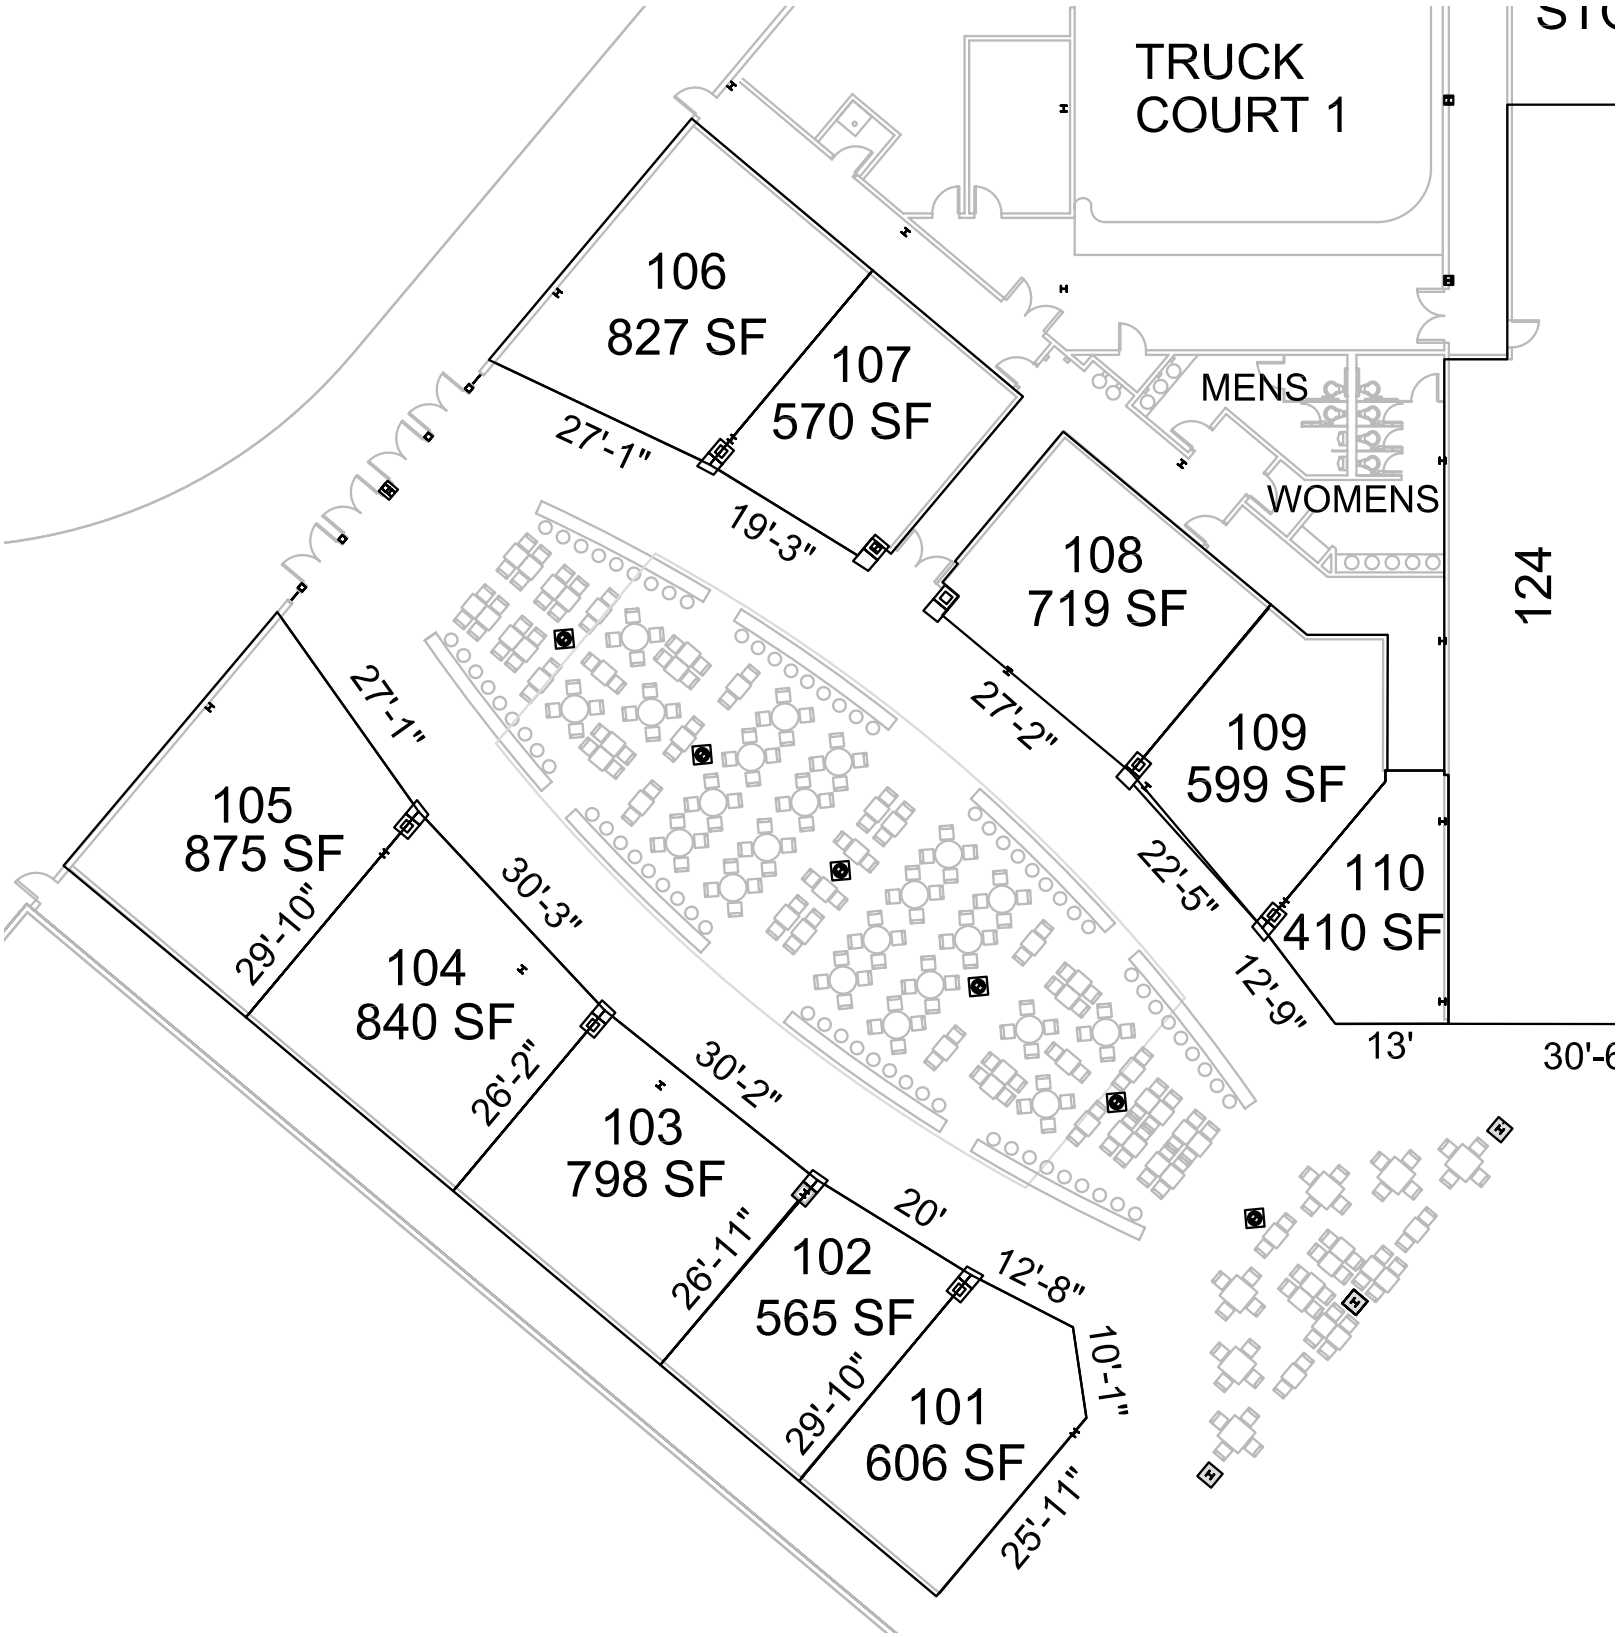 TRUCK
COURT 1
106
827 SF
107
570 SF
MENS
WOMENS
27'-1"
19'-3"
108
719 SF
124
27'-2"
109
599 SF
27'-1"
105
875 SF
22'-5"
110
410 SF
30'-3"
29'-10"
104
840 SF
12'-9"
13'
26'-2"
30'-2"
103
798 SF
20'
26'-11"
102
565 SF
12'-8"
10'-1"
29'-10"
101
606 SF
25'-11"